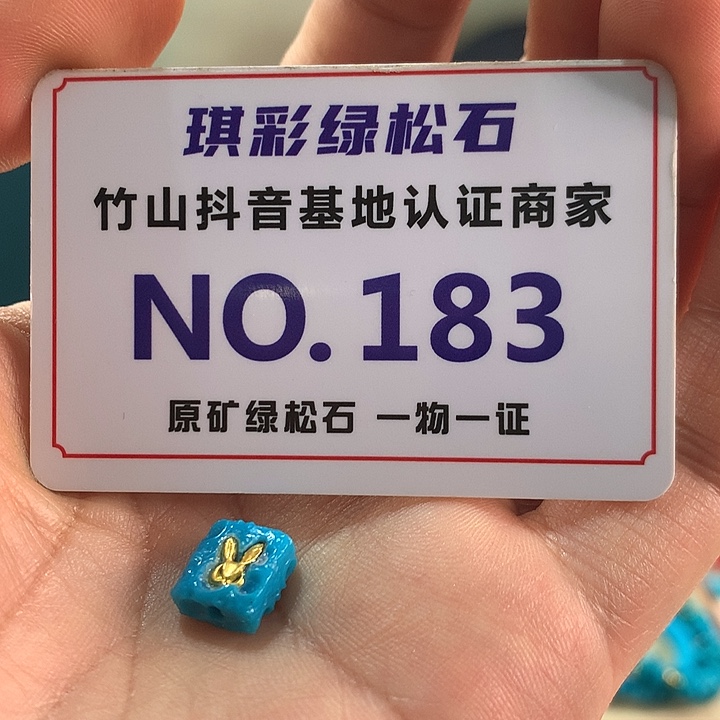 琪彩绿松石
竹山抖音基地认证商家
NO.183
原矿绿松石 一物一证